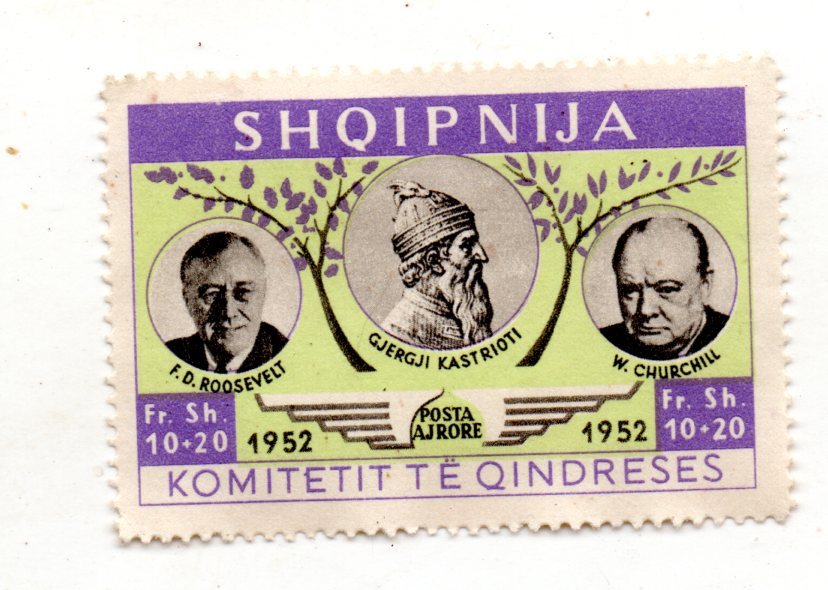 SHQIPNIJA
F.D. ROOSEVELT
GJERGJI KASTRIOTI
W. CHURCHILL
Fr. Sh.
10+20
1952
POSTA
AJRORE
1952
Fr. Sh.
10+20
KOMITETIT TË QINDRESES